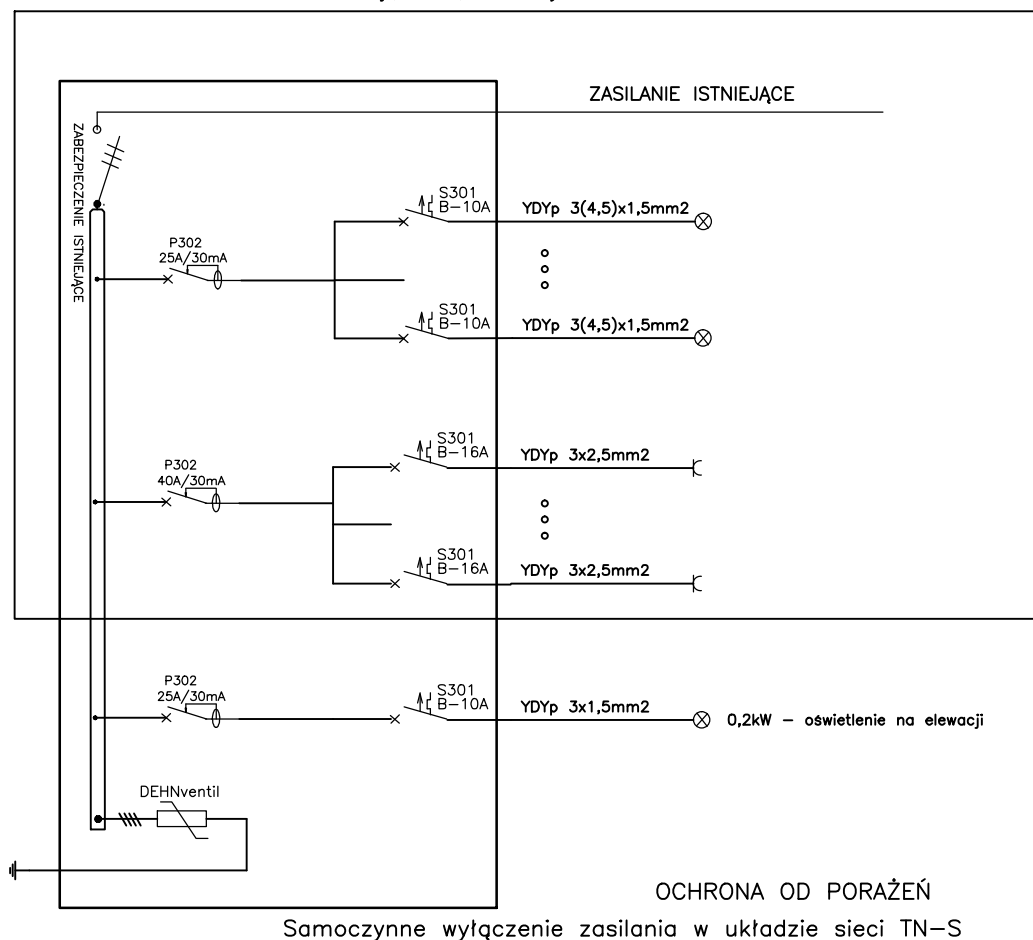 ZASILANIE ISTNIEJĄCE
ZABEZPIECZENIE ISTNIEJĄCE
S301
B-10A
YDYp 3(4,5)x1,5mm2
P302
25A/30mA
S301
B-10A
YDYp 3(4,5)x1,5mm2
S301
B-16A
YDYp 3x2,5mm2
P302
40A/30mA
S301
B-16A
YDYp 3x2,5mm2
P302
25A/30mA
S301
B-10A
YDYp 3x1,5mm2
0,2kW - oświetlenie na elewacji
DEHNventil
OCHRONA OD PORAŻEŃ
Samoczynne wyłączenie zasilania w układzie sieci TN-S